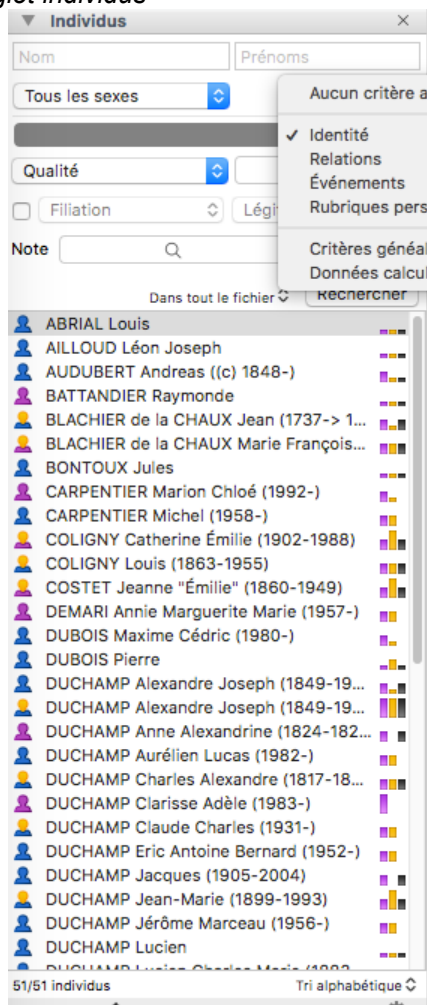 Individus
Nom Prénoms
Tous les sexes
Aucun critère a
Identité
Relations
Événements
Rubriques pers
Critères généal
Données calcul
Qualité
Filiation Légi
Note
Dans tout le fichier Rechercher
ABRIAL Louis
AILLOUD Léon Joseph
AUDUBERT Andreas ((c) 1848-)
BATTANDIER Raymonde
BLACHIER de la CHAUX Jean (1737-> 1...
BLACHIER de la CHAUX Marie François...
BONTOUX Jules
CARPENTIER Marion Chloé (1992-)
CARPENTIER Michel (1958-)
COLIGNY Catherine Émilie (1902-1988)
COLIGNY Louis (1863-1955)
COSTET Jeanne "Émilie" (1860-1949)
DEMARI Annie Marguerite Marie (1957-)
DUBOIS Maxime Cédric (1980-)
DUBOIS Pierre
DUCHAMP Alexandre Joseph (1849-19...
DUCHAMP Alexandre Joseph (1849-19...
DUCHAMP Anne Alexandrine (1824-182...
DUCHAMP Aurélien Lucas (1982-)
DUCHAMP Charles Alexandre (1817-18...
DUCHAMP Clarisse Adèle (1983-)
DUCHAMP Claude Charles (1931-)
DUCHAMP Eric Antoine Bernard (1952-)
DUCHAMP Jacques (1905-2004)
DUCHAMP Jean-Marie (1899-1993)
DUCHAMP Jérôme Marceau (1956-)
DUCHAMP Lucien
51/51 individus Tri alphabétique